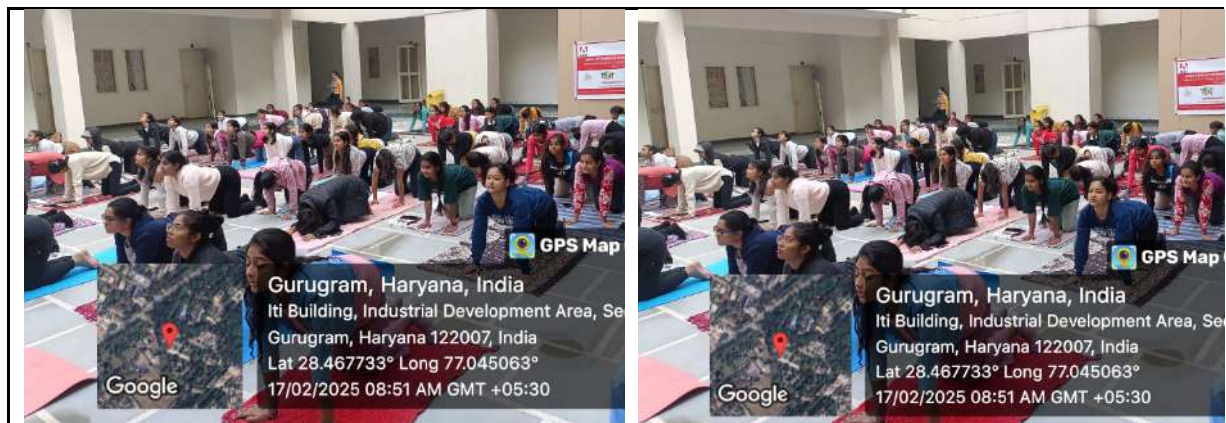 GPS Map
Gurugram, Haryana, India
Iti Building, Industrial Development Area, Se
Gurugram, Haryana 122007, India
Lat 28.467733° Long 77.045063°
17/02/2025 08:51 AM GMT +05:30
Google
GPS Map
Gurugram, Haryana, India
Iti Building, Industrial Development Area, Se
Gurugram, Haryana 122007, India
Lat 28.467733° Long 77.045063°
17/02/2025 08:51 AM GMT +05:30
Google